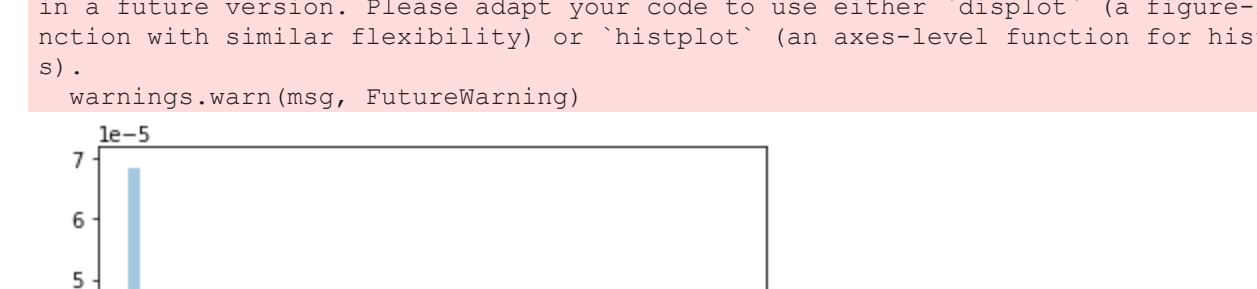 in a future version. Please adapt your code to use either `displot` (a figure-
nction with similar flexibility) or `histplot` (an axes-level function for his
s).
warnings.warn(msg, FutureWarning)
1e−5
7
6
5